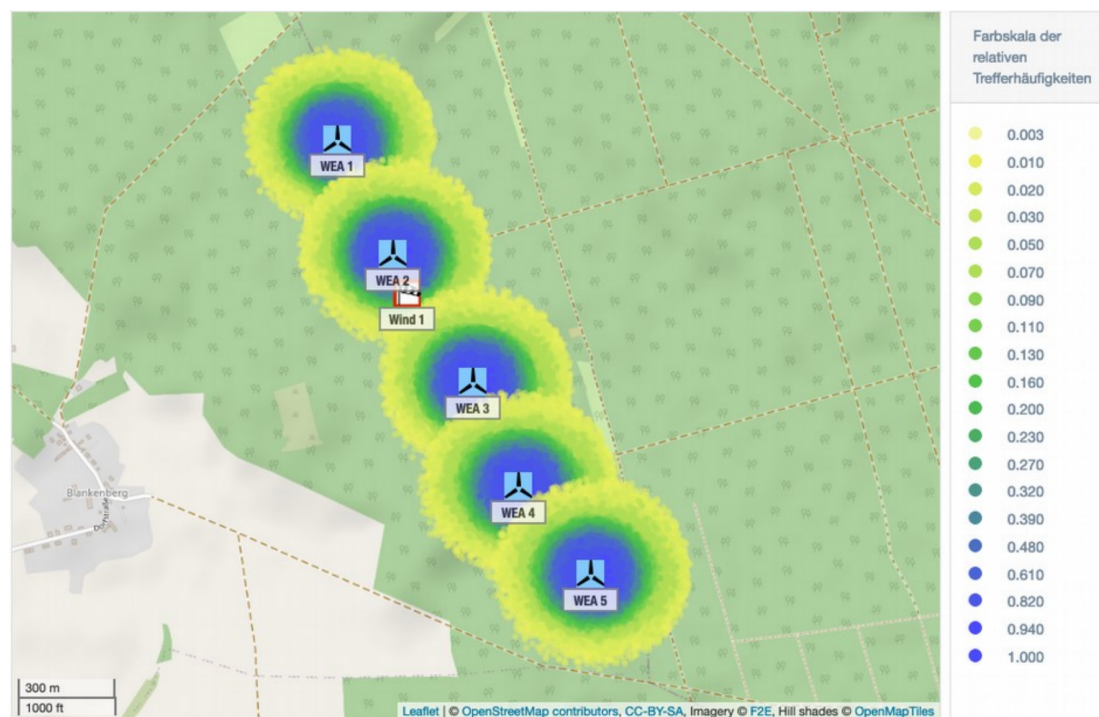 Farbskala der
relativen
Trefferhäufigkeiten
0.003
0.010
0.020
0.030
0.050
0.070
0.090
0.110
0.130
0.160
0.200
0.230
0.270
0.320
0.390
0.480
0.610
0.820
0.940
1.000
WEA 1
WEA 2
Wind 1
WEA 3
WEA 4
WEA 5
Blankenberg
300 m
1000 ft
Leaflet | © OpenStreetMap contributors, CC-BY-SA, Imagery © F2E, Hill shades © OpenMapTiles